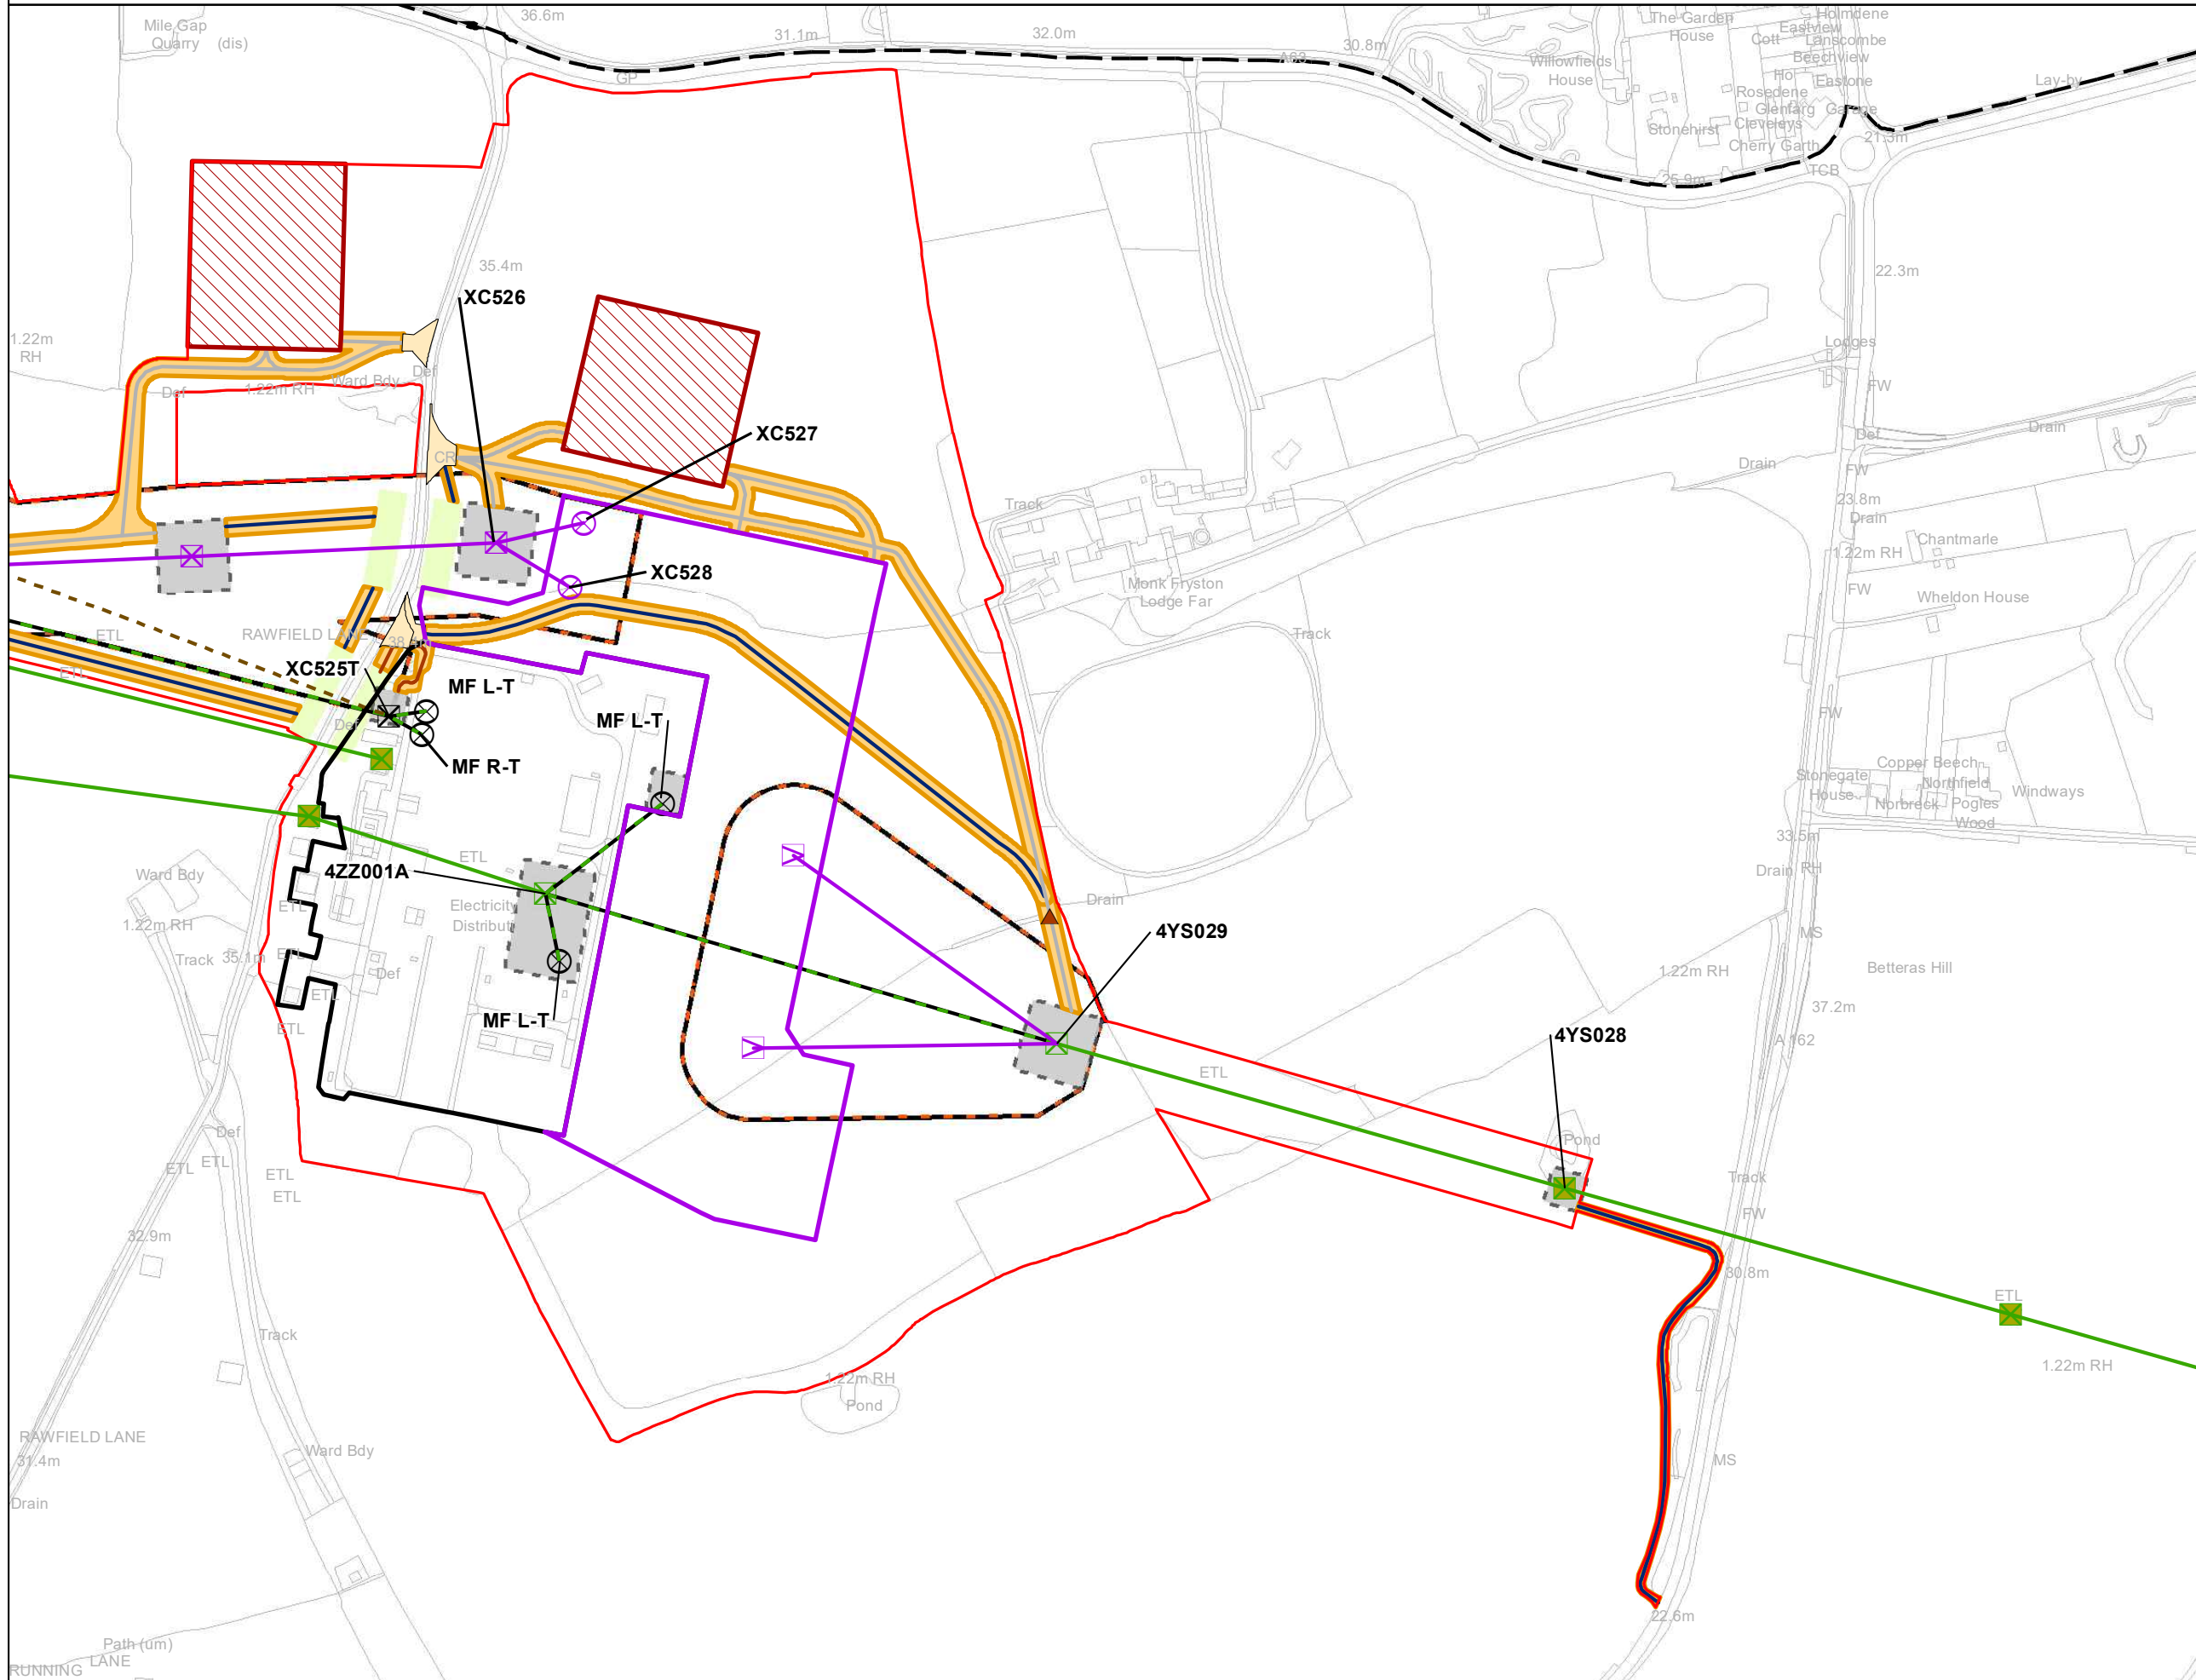 36.6m
Mile Gap
Quarry (dis)
31.1m
32.0m
30.8m
A63
GP
The Garden
House
Holmdene
Eastview
Cott
Lanscombe
Beechview
Ho
Eastone
Rosedene
Glenfarg
Garage
Cleveleys
Stonehirst
Cherry Garth
Willowfields
House
Lay-by
21.3m
TCB
25.9m
35.4m
22.3m
XC526
1.22m
RH
Lodges
Def
Ward Bdy
1.22m RH
Def
FW
XC527
Def
Drain
CR
Drain
FW
23.8m
Drain
Track
Chantmarle
1.22m RH
XC528
Monk Fryston
Lodge Far
FW
Wheldon House
ETL
RAWFIELD LANE
Track
XC525T
ETL
MF L-T
MF L-T
Def
FW
MF R-T
Copper Beech
Stonegate
House
Northfield
Norbreck
Pogles
Wood
Windways
33.5m
ETL
4ZZ001A
Ward Bdy
Drain
RH
Drain
ETL
Electricity
Distribut
1.22m RH
4YS029
MS
Track
35.1m
ETL
Def
1.22m RH
Betteras Hill
ETL
37.2m
MF L-T
ETL
4YS028
A 162
ETL
Def
Pond
ETL
ETL
ETL
ETL
Track
FW
32.9m
30.8m
ETL
Track
1.22m RH
1.22m RH
Pond
RAWFIELD LANE
Ward Bdy
31.4m
MS
Drain
22.6m
Path (um)
LANE
RUNNING